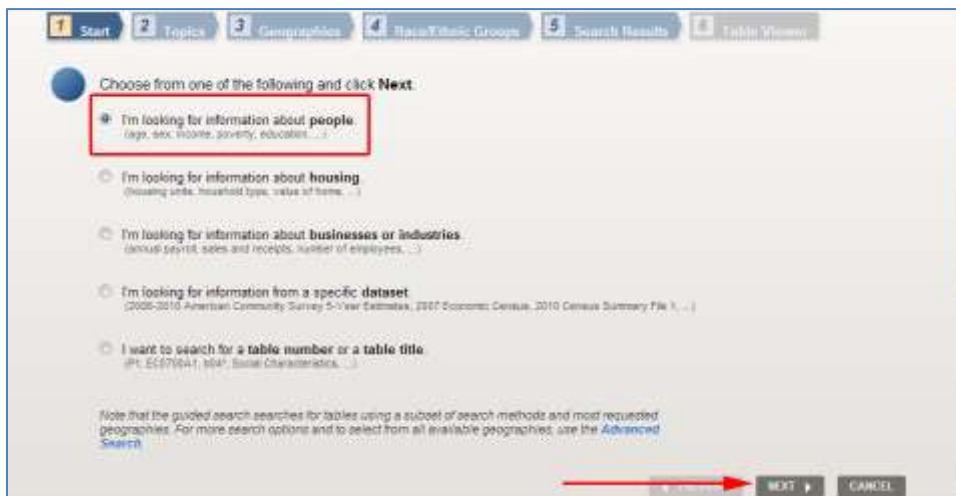 1 Start 2 Topics 3 Geographies 4 Race/Ethnic Groups 5 Search Results 6 Table Viewer
Choose from one of the following and click Next.
I'm looking for information about people.
(age, sex, income, poverty, education, ...)
I'm looking for information about housing.
(housing units, household type, value of home, ...)
I'm looking for information about businesses or industries.
(annual payroll, sales and receipts, number of employees, ...)
I'm looking for information from a specific dataset.
(2006-2010 American Community Survey 5-Year Estimates, 2007 Economic Census, 2010 Census Summary File 1, ...)
I want to search for a table number or a table title.
(P1, EC0700A1, b04*, Social Characteristics, ...)
Note that the guided search searches for tables using a subset of search methods and most requested
geographies. For more search options and to select from all available geographies, use the Advanced
Search.
NEXT CANCEL